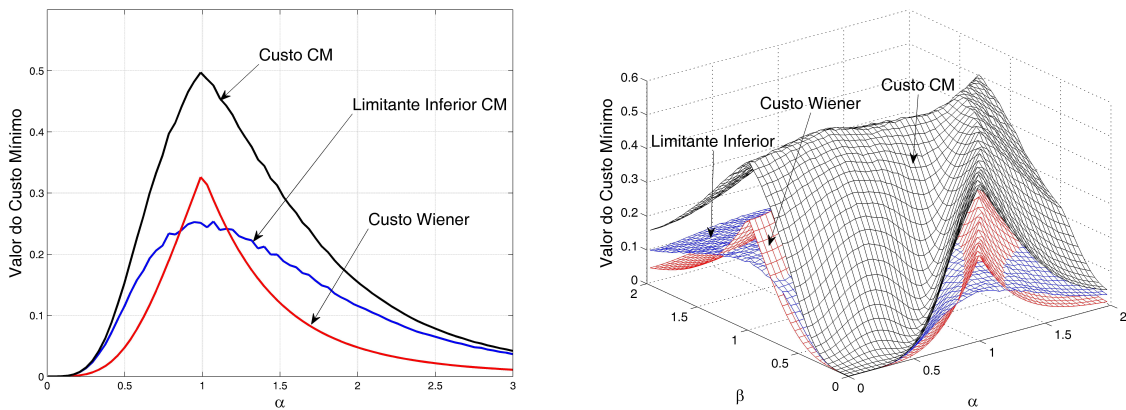 Custo CM
Limitante Inferior CM
Custo Wiener
Valor do Custo Mínimo
0.5
0.4
0.3
0.2
0.1
0
0
0.5
1
1.5
2
2.5
3
α
Custo CM
Custo Wiener
Limitante Inferior
Valor do Custo Mínimo
0.6
0.5
0.4
0.3
0.2
0.1
0
2
1.5
1
0.5
0
β
0
0.5
1
1.5
2
α